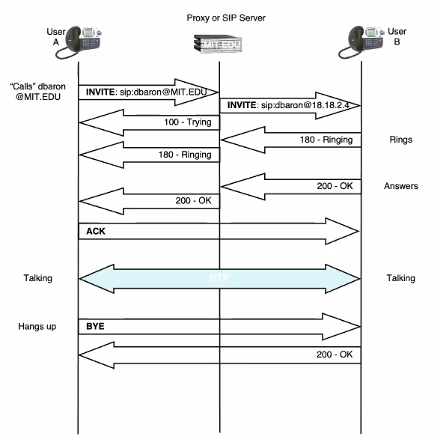 Proxy or SIP Server
User
A
User
B
MIT.EDU
"Calls" dbaron
@MIT.EDU
INVITE: sip:dbaron@MIT.EDU
INVITE: sip:dbaron@18.18.2.4
100 - Trying
180 - Ringing
Rings
180 - Ringing
200 - OK
Answers
200 - OK
ACK
Talking
RTP
Talking
Hangs up
BYE
200 - OK